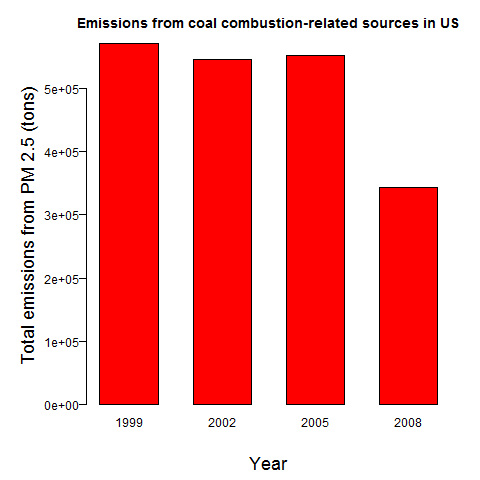 Emissions from coal combustion-related sources in US
Total emissions from PM 2.5 (tons)
5e+05
4e+05
3e+05
2e+05
1e+05
0e+00
1999 2002 2005 2008
Year